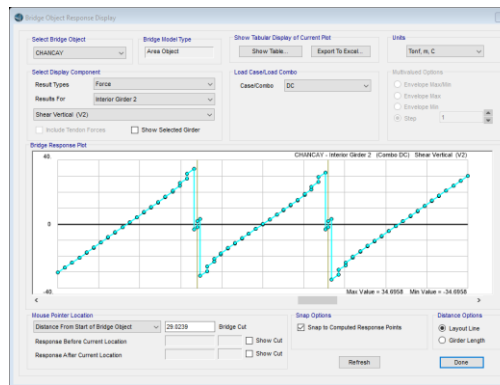 Bridge Object Response Display
Select Bridge Object
CHANCAY
Bridge Model Type
Area Object
Show Tabular Display of Current Plot
Show Table...
Export To Excel...
Units
Tonf, m, C
Select Display Component
Result Types
Force
Results For
Interior Girder 2
Shear Vertical (V2)
Include Tendon Forces
Show Selected Girder
Load Case/Load Combo
Case/Combo
DC
Multivalued Options
Envelope Max/Min
Envelope Max
Envelope Min
Step
1
Bridge Response Plot
CHANCAY - Interior Girder 2 (Combo DC) Shear Vertical (V2)
40.
0
-40.
Max Value = 34.6958 Min Value = -34.6958
Mouse Pointer Location
Distance From Start of Bridge Object
29.0239
Bridge Cut
Response Before Current Location
Show Cut
Response After Current Location
Show Cut
Snap Options
Snap to Computed Response Points
Distance Options
Layout Line
Girder Length
Refresh
Done